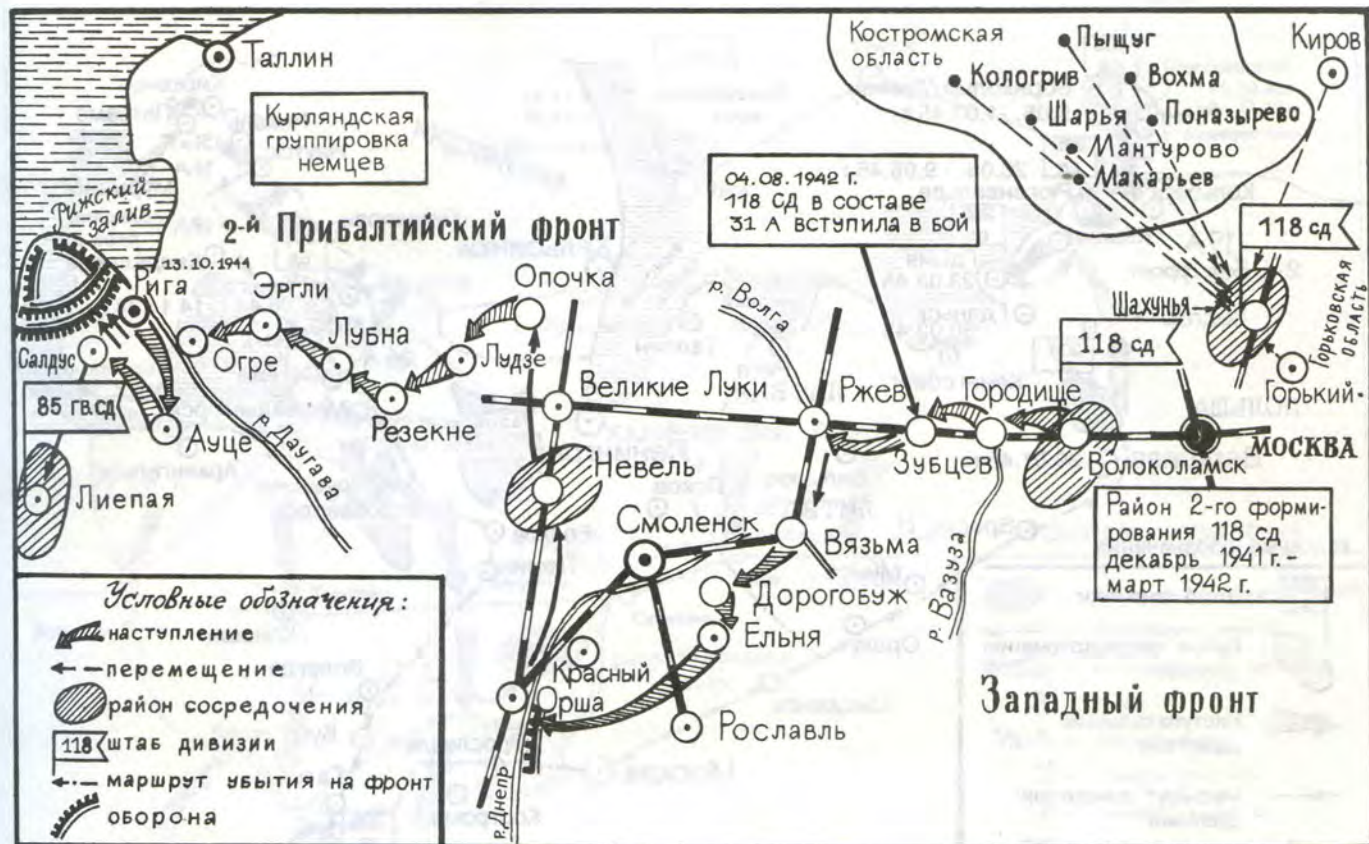 Таллин
Курляндская
группировка
немцев
Рижский
залив
2-й Прибалтийский фронт
13.10.1944
Рига
Эргли
Опочка
Лубна
Лудзе
Салдус
Огре
Резекне
85 ГВ.СД
Ауце
р. Даугава
Лиепая
Костромская
область
Пыщуг
Кологрив
Вохма
Шарья
Поназырево
Мантурово
Макарьев
Киров
04.08.1942 г.
118 СД в составе
31 А вступила в бой
118 сд
Шахунья
Горьковская
область
Горький
р. Волга
118 сд
Великие Луки
Ржев
Городище
Зубцев
Волоколамск
МОСКВА
Невель
Смоленск
Вязьма
Дорогобуж
Ельня
р. Вазуза
Район 2-го форми-
рования 118 сд
декабрь 1941 г.-
март 1942 г.
Красный
Орша
Рославль
Западный фронт
р. Днепр
Условные обозначения:
наступление
перемещение
район сосредочения
118 штаб дивизии
маршрут убытия на фронт
оборона